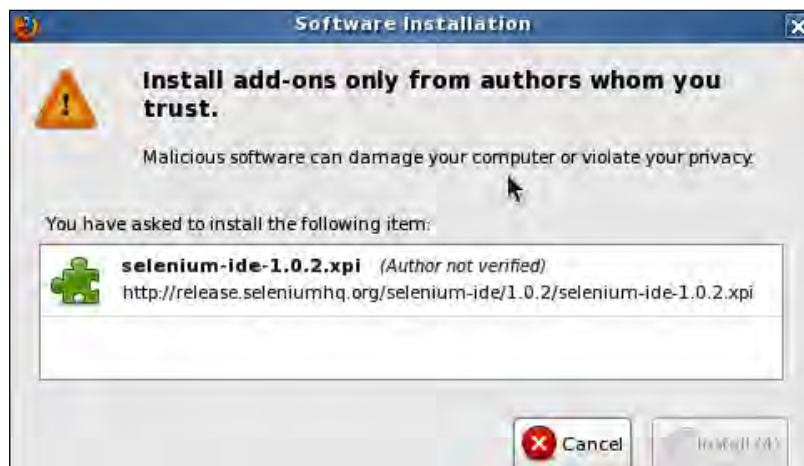 Software Installation
Install add-ons only from authors whom you
trust.
Malicious software can damage your computer or violate your privacy.
You have asked to install the following item:
selenium-ide-1.0.2.xpi (Author not verified)
http://release.seleniumhq.org/selenium-ide/1.0.2/selenium-ide-1.0.2.xpi
Cancel
Install (4)